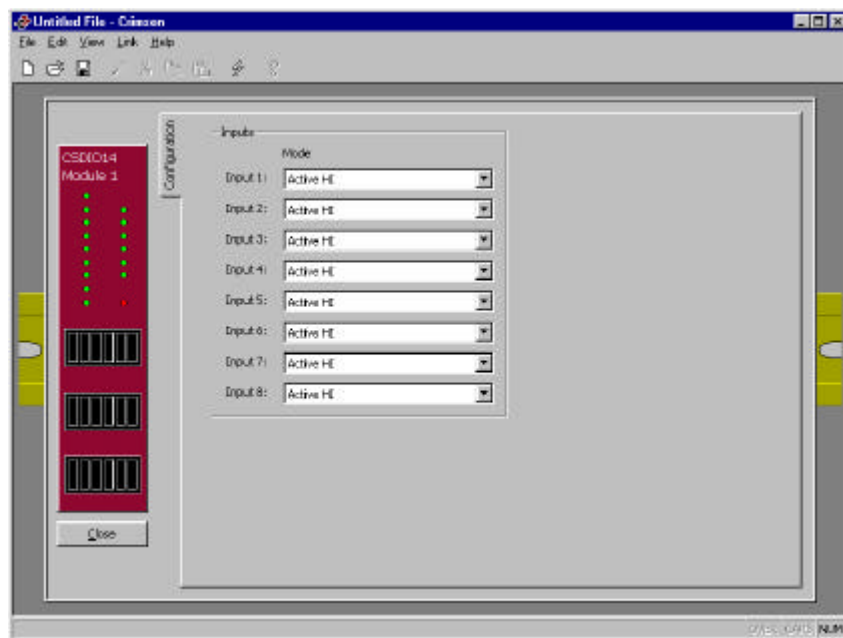 Untitled File - Crimson
File Edit View Link Help
CSDIO14
Module 1
Configuration
Inputs
Mode
Input 1: Active HI
Input 2: Active HI
Input 3: Active HI
Input 4: Active HI
Input 5: Active HI
Input 6: Active HI
Input 7: Active HI
Input 8: Active HI
Close
OVER CAPS NUM